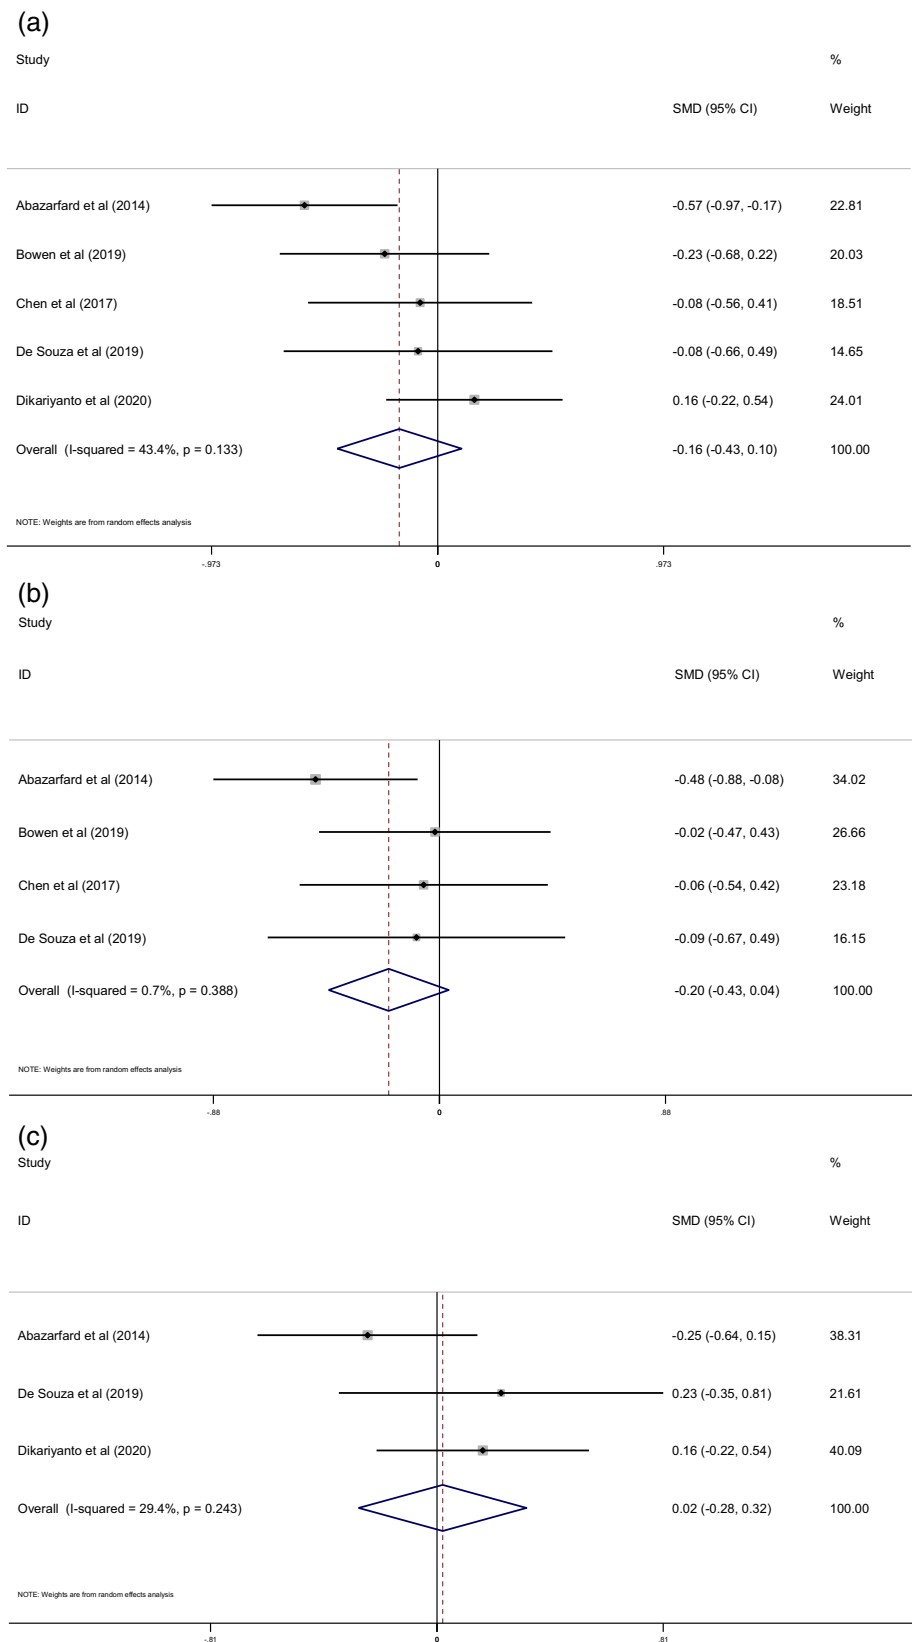 (a)
Study %
ID SMD (95% CI) Weight
Abazarfard et al (2014) -0.57 (-0.97, -0.17) 22.81
Bowen et al (2019) -0.23 (-0.68, 0.22) 20.03
Chen et al (2017) -0.08 (-0.56, 0.41) 18.51
De Souza et al (2019) -0.08 (-0.66, 0.49) 14.65
Dikariyanto et al (2020) 0.16 (-0.22, 0.54) 24.01
Overall (I-squared = 43.4%, p = 0.133) -0.16 (-0.43, 0.10) 100.00
NOTE: Weights are from random effects analysis
-.973 0 .973
(b)
Study %
ID SMD (95% CI) Weight
Abazarfard et al (2014) -0.48 (-0.88, -0.08) 34.02
Bowen et al (2019) -0.02 (-0.47, 0.43) 26.66
Chen et al (2017) -0.06 (-0.54, 0.42) 23.18
De Souza et al (2019) -0.09 (-0.67, 0.49) 16.15
Overall (I-squared = 0.7%, p = 0.388) -0.20 (-0.43, 0.04) 100.00
NOTE: Weights are from random effects analysis
-.88 0 .88
(c)
Study %
ID SMD (95% CI) Weight
Abazarfard et al (2014) -0.25 (-0.64, 0.15) 38.31
De Souza et al (2019) 0.23 (-0.35, 0.81) 21.61
Dikariyanto et al (2020) 0.16 (-0.22, 0.54) 40.09
Overall (I-squared = 29.4%, p = 0.243) 0.02 (-0.28, 0.32) 100.00
NOTE: Weights are from random effects analysis
-.81 0 .81